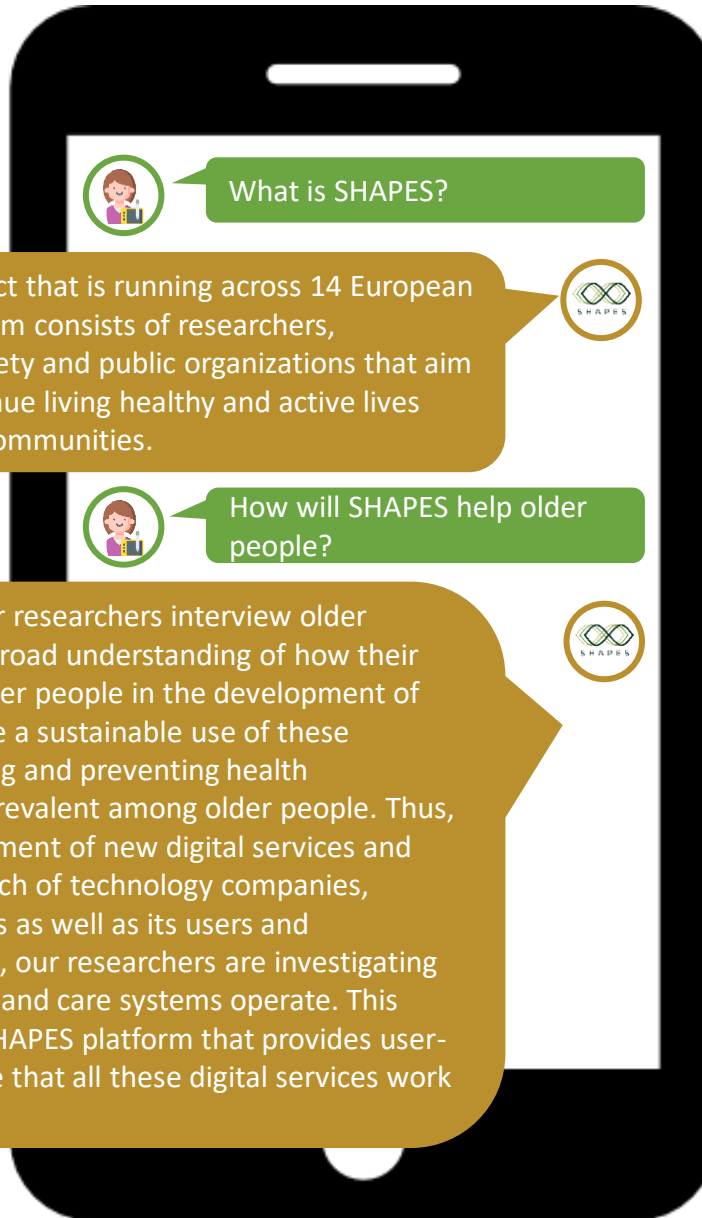 What is SHAPES?
ct that is running across 14 European
m consists of researchers,
ety and public organizations that aim
ue living healthy and active lives
ommunities.
SHAPES
How will SHAPES help older
people?
r researchers interview older
road understanding of how their
er people in the development of
e a sustainable use of these
g and preventing health
revalent among older people. Thus,
ment of new digital services and
ch of technology companies,
s as well as its users and
, our researchers are investigating
and care systems operate. This
HAPES platform that provides user-
e that all these digital services work
SHAPES